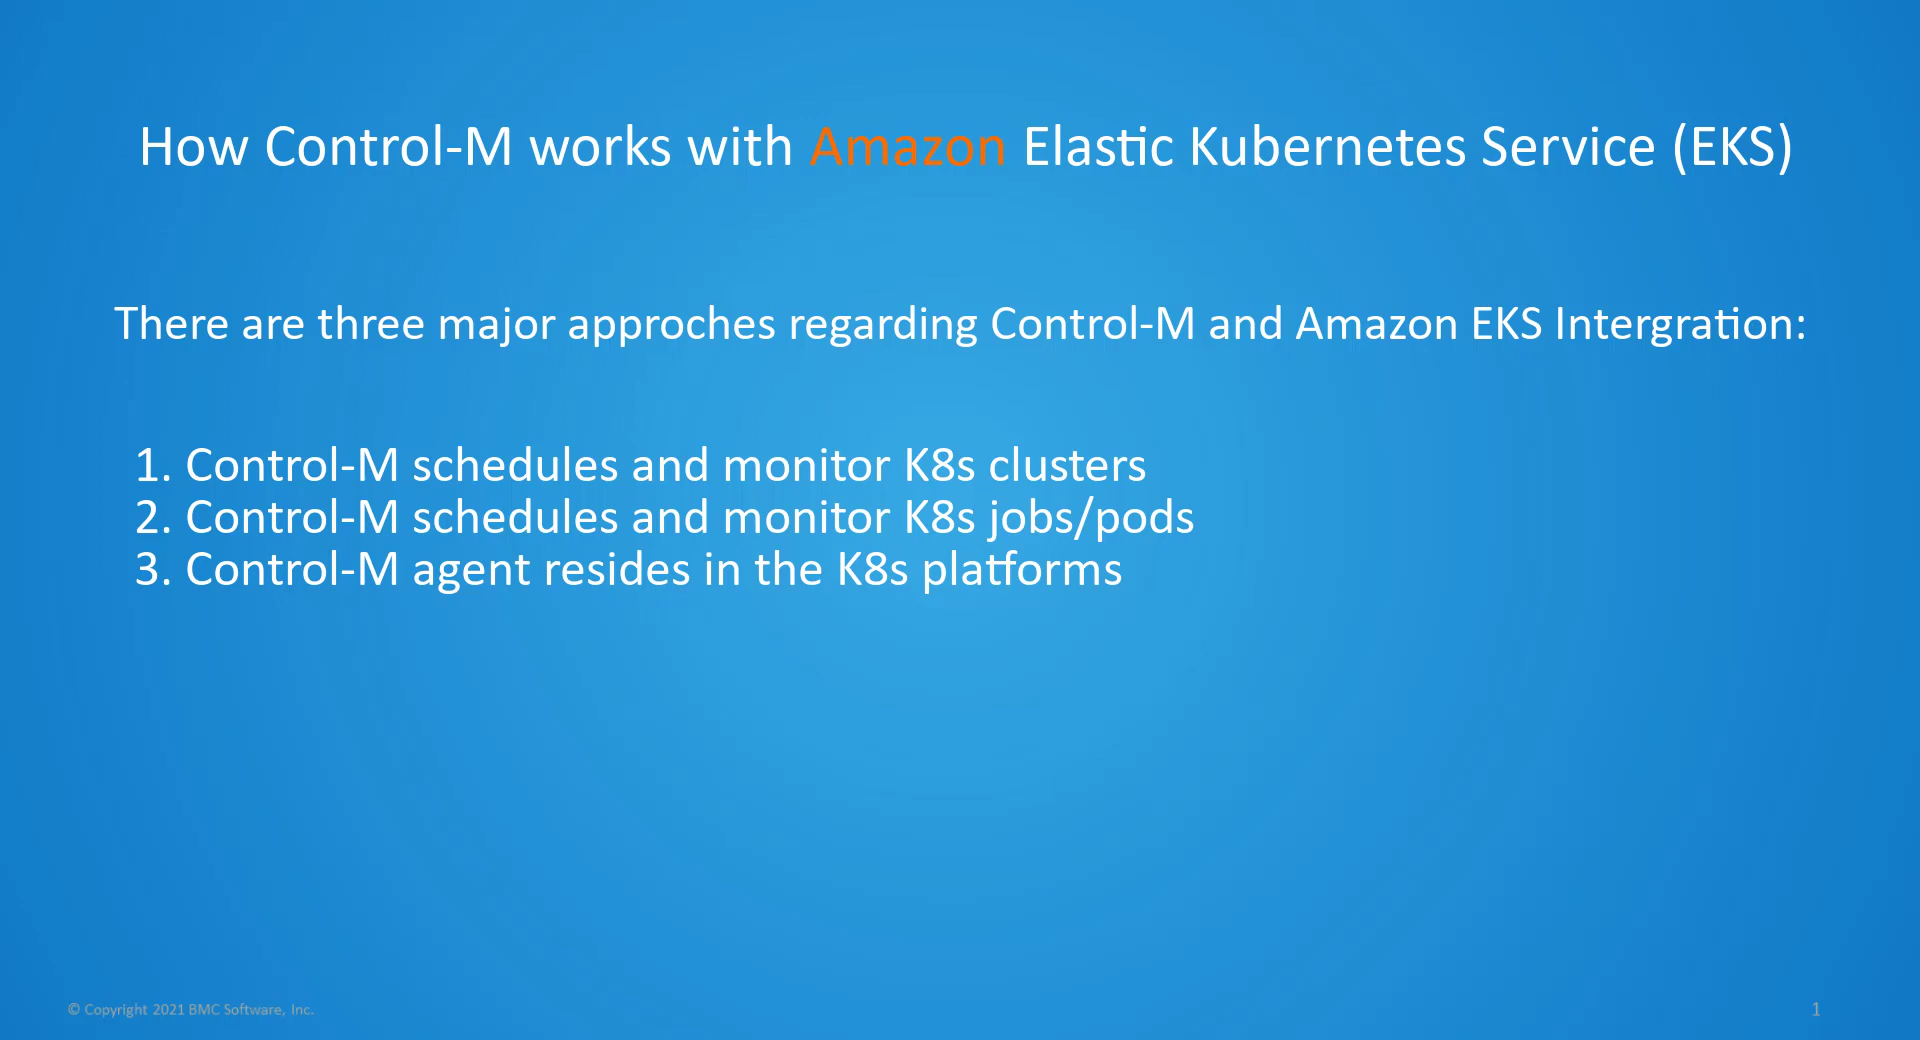 How Control-M works with Amazon Elastic Kubernetes Service (EKS)
There are three major approches regarding Control-M and Amazon EKS Intergration:
1. Control-M schedules and monitor K8s clusters
2. Control-M schedules and monitor K8s jobs/pods
3. Control-M agent resides in the K8s platforms
© Copyright 2021 BMC Software, Inc.
1